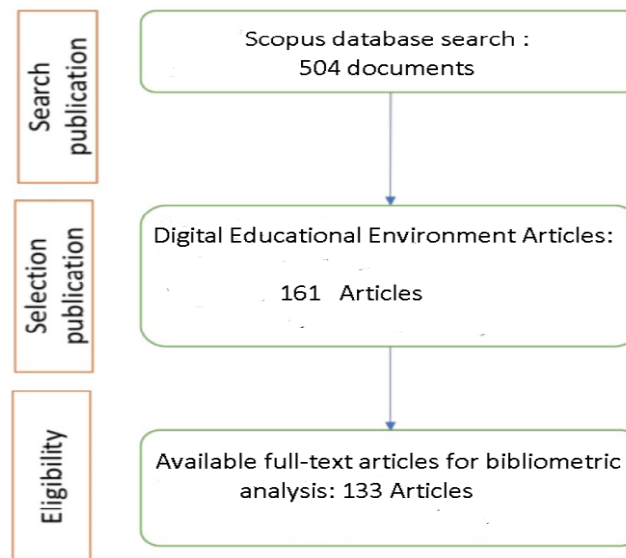 Search
publication
Scopus database search :
504 documents
Selection
publication
Digital Educational Environment Articles:
161 Articles
Eligibility
Available full-text articles for bibliometric
analysis: 133 Articles